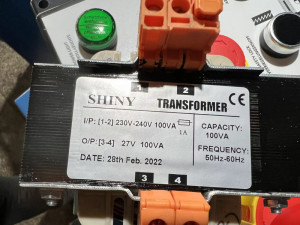 1 2
SHINY TRANSFORMER CE
I/P: [1-2] 230V-240V 100VA
1A
CAPACITY:
100VA
O/P: [3-4] 27V 100VA
FREQUENCY:
50Hz-60Hz
DATE: 28th Feb. 2022
3 4